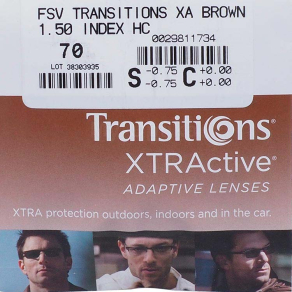 FSV TRANSITIONS XA BROWN
1.50 INDEX HC
70
0029811734
LOT 38303935
S -0.75 C +0.00
-0.75 +0.00
Transitions®
XTRActive®
ADAPTIVE LENSES
XTRA protection outdoors, indoors and in the car.